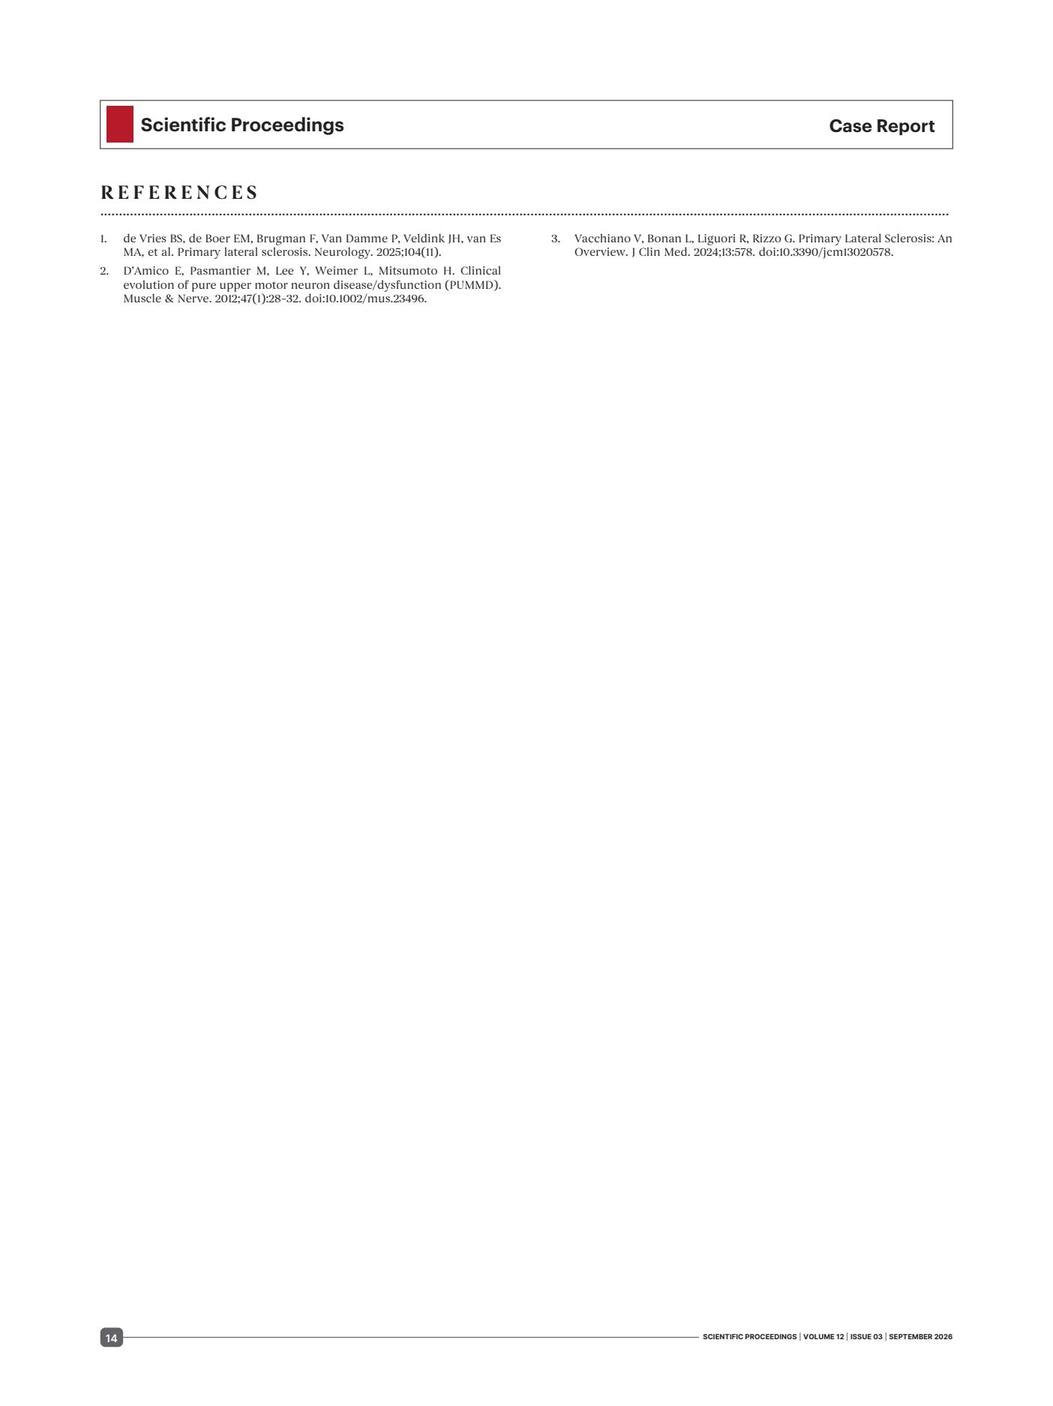 Scientific Proceedings
Case Report
REFERENCES
1. de Vries BS, de Boer EM, Brugman F, Van Damme P, Veldink JH, van Es
MA, et al. Primary lateral sclerosis. Neurology. 2025;104(11).
2. D'Amico E, Pasmantier M, Lee Y, Weimer L, Mitsumoto H. Clinical
evolution of pure upper motor neuron disease/dysfunction (PUMMD).
Muscle & Nerve. 2012;47(1):28-32. doi:10.1002/mus.23496.
3. Vacchiano V, Bonan L, Liguori R, Rizzo G. Primary Lateral Sclerosis: An
Overview. J Clin Med. 2024;13:578. doi:10.3390/jcm13020578.
14
SCIENTIFIC PROCEEDINGS | VOLUME 12 | ISSUE 03 | SEPTEMBER 2026